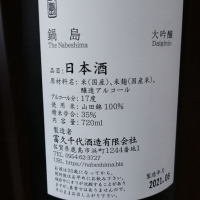 鍋島
The Nabeshima
大吟醸
Daiginjo
品目:日本酒
原材料名:米(国産)、米麹(国産米)、
醸造アルコール
アルコール分:17度
使用米:山田錦100%
精米歩合:35%
内容量:720ml
製造者
富久千代酒造有限会社
佐賀県鹿島市浜町1244番地1
TEL 0954-62-3727
https://nabeshima.biz
製造年月
2021.06